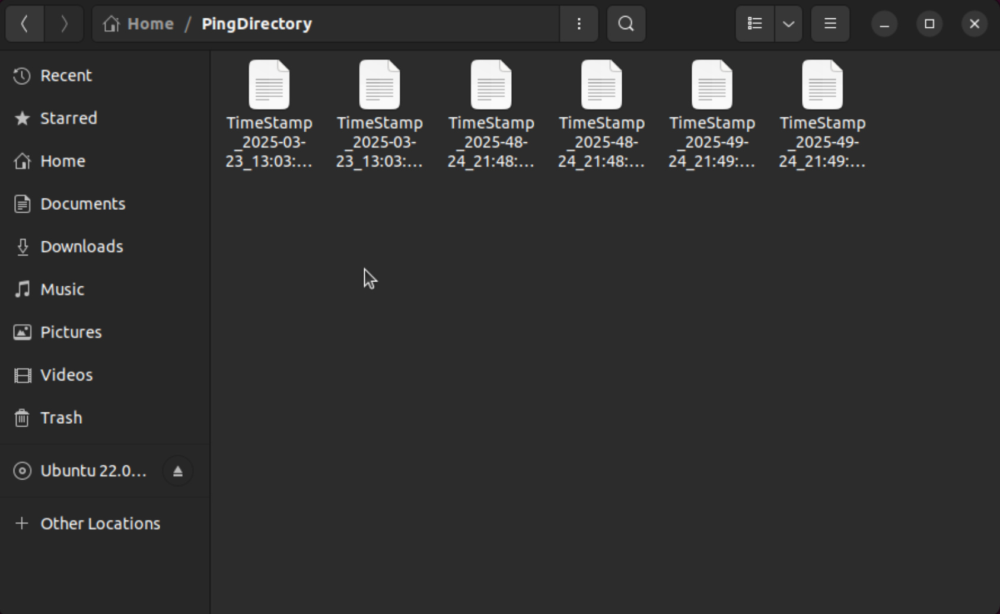 Home / PingDirectory
Recent
Starred
Home
Documents
Downloads
Music
Pictures
Videos
Trash
Ubuntu 22.0...
Other Locations
TimeStamp
_2025-03-
23_13:03:...
TimeStamp
_2025-03-
23_13:03:...
TimeStamp
_2025-48-
24_21:48:...
TimeStamp
_2025-48-
24_21:48:...
TimeStamp
_2025-49-
24_21:49:...
TimeStamp
_2025-49-
24_21:49:...